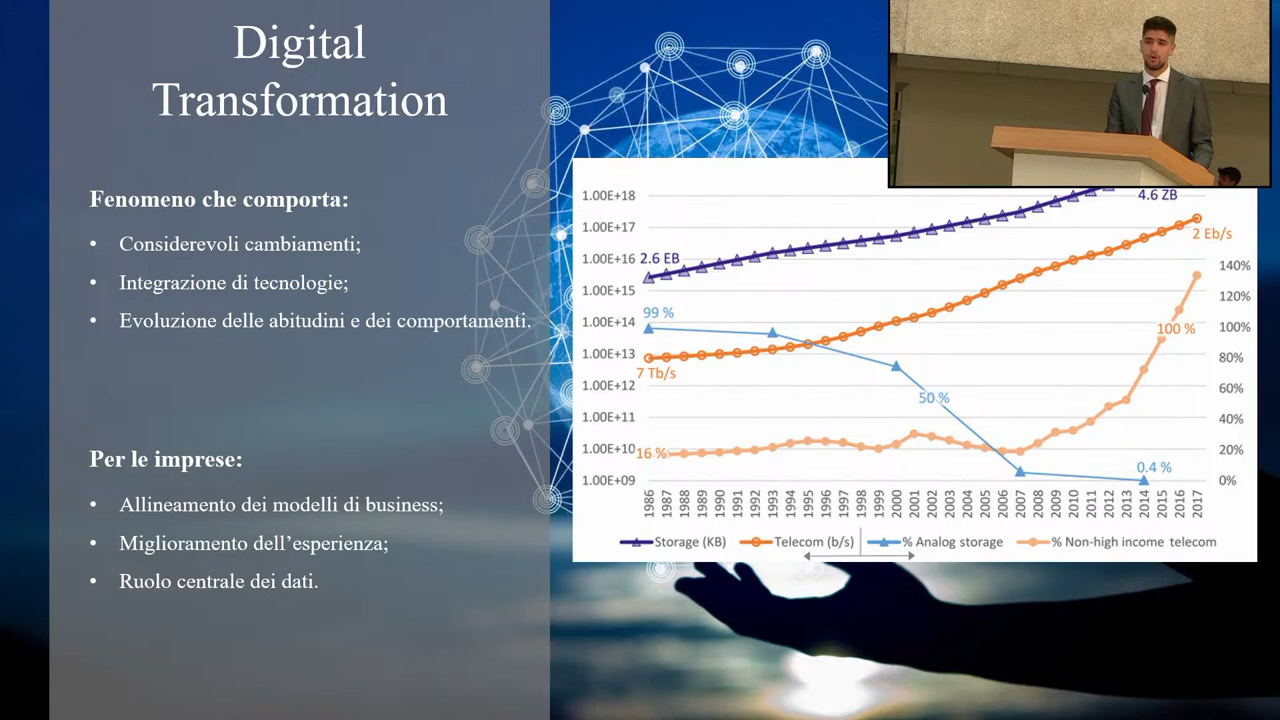 Digital
Transformation
Fenomeno che comporta:
• Considerevoli cambiamenti;
• Integrazione di tecnologie;
• Evoluzione delle abitudini e dei comportamenti.
Per le imprese:
• Allineamento dei modelli di business;
• Miglioramento dell’esperienza;
• Ruolo centrale dei dati.
1.00E+18
1.00E+17
1.00E+16
1.00E+15
1.00E+14
1.00E+13
1.00E+12
1.00E+11
1.00E+10
1.00E+09
4.6 ZB
2 Eb/s
2.6 EB
99 %
7 Tb/s
50 %
100 %
16 %
0.4 %
140%
120%
100%
80%
60%
40%
20%
0%
1986 1987 1988 1989 1990 1991 1992 1993 1994 1995 1996 1997 1998 1999 2000 2001 2002 2003 2004 2005 2006 2007 2008 2009 2010 2011 2012 2013 2014 2015 2016 2017
Storage (KB) Telecom (b/s) % Analog storage % Non-high income telecom